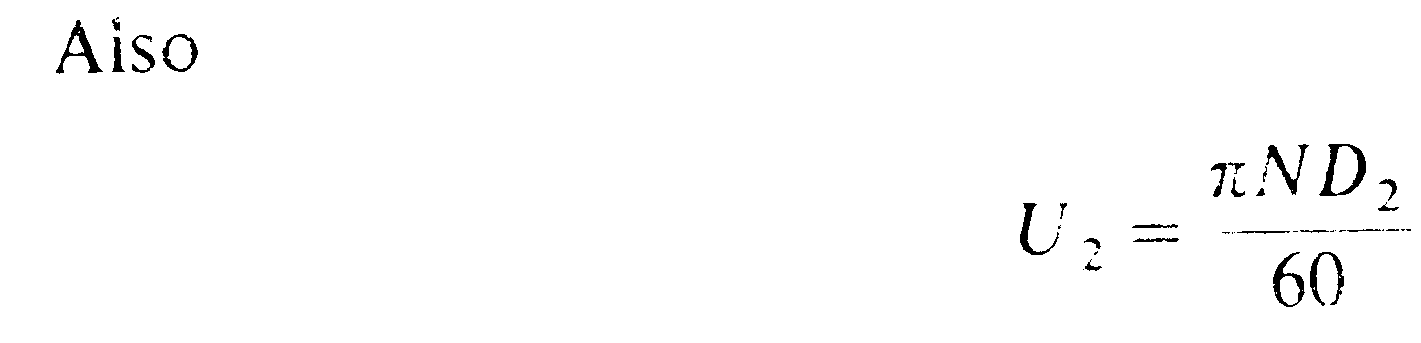 Aiso
U₂ = πND₂ / 60